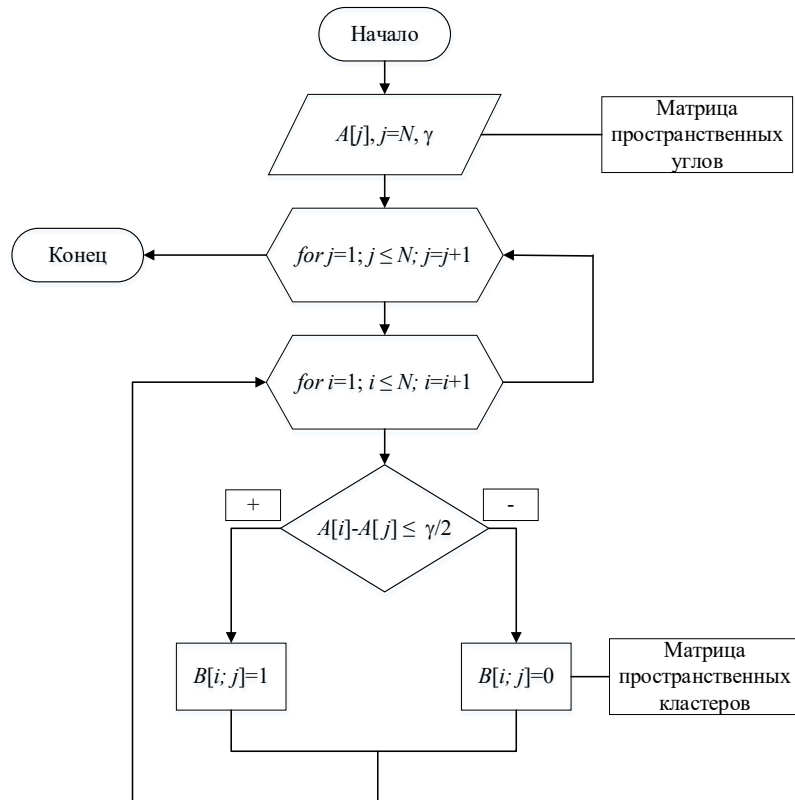 Начало
A[j], j=N, γ
Матрица
пространственных
углов
Конец
for j=1; j ≤ N; j=j+1
for i=1; i ≤ N; i=i+1
+
-
A[i]-A[ j] ≤ γ/2
B[i; j]=1
B[i; j]=0
Матрица
пространственных
кластеров